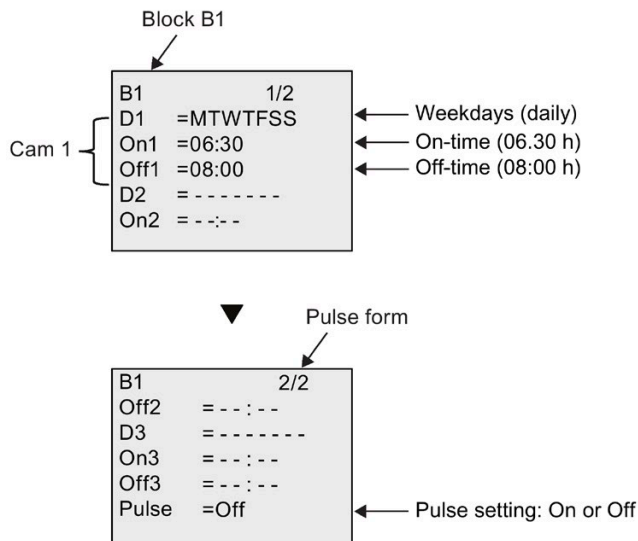 Block B1
B1 1/2
D1 =MTWTFSS Weekdays (daily)
Cam 1 On1 =06:30 On-time (06.30 h)
Off1 =08:00 Off-time (08:00 h)
D2 = - - - - - - -
On2 = - -:- -
Pulse form
B1 2/2
Off2 = - - : - -
D3 = - - - - - - -
On3 = - - : - -
Off3 = - - : - -
Pulse =Off Pulse setting: On or Off